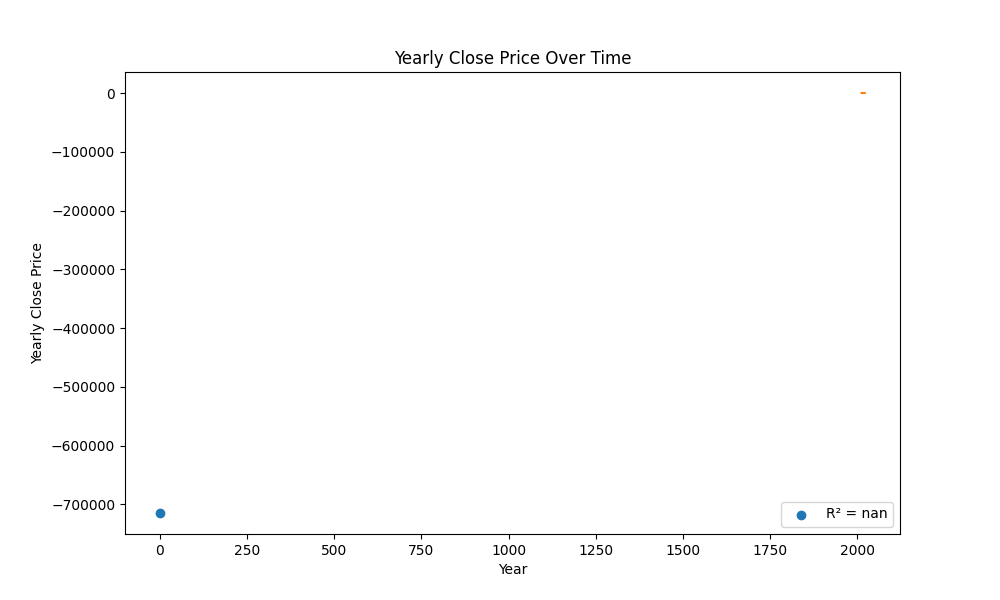 Yearly Close Price Over Time
0
−100000
−200000
−300000
−400000
−500000
−600000
−700000
Yearly Close Price
R² = nan
0 250 500 750 1000 1250 1500 1750 2000
Year